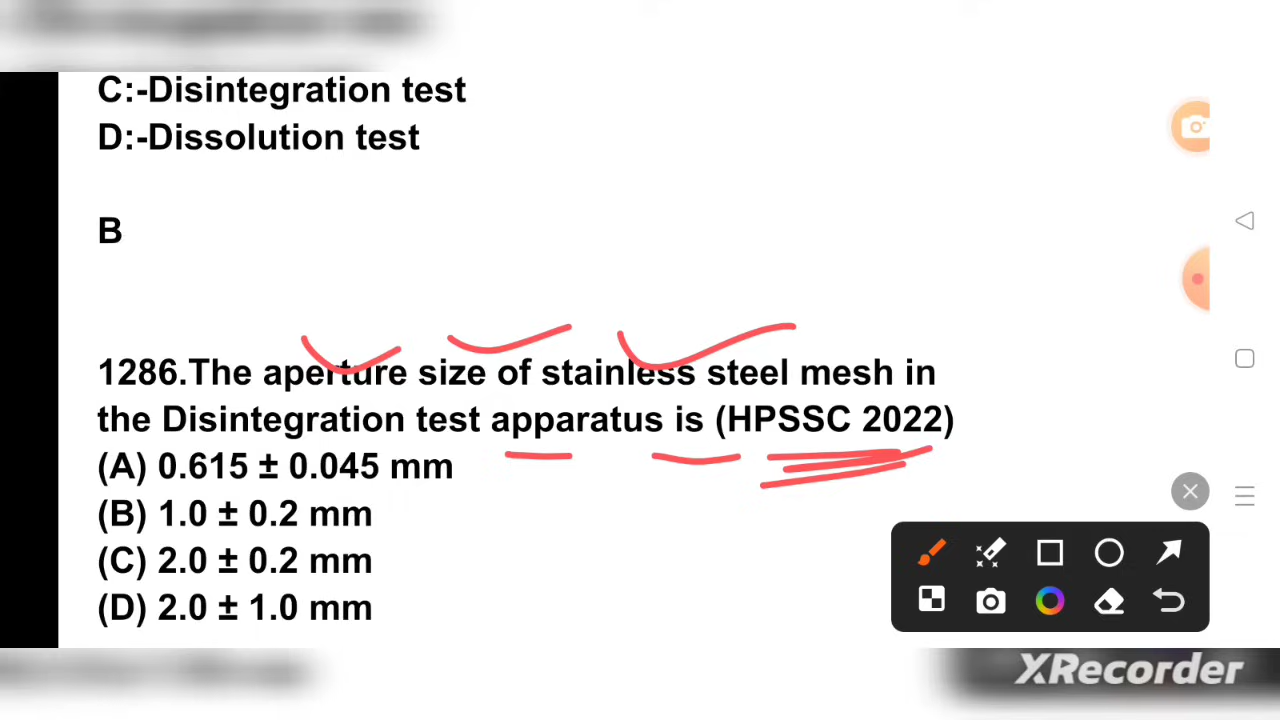 C:-Disintegration test
D:-Dissolution test
B
1286.The aperture size of stainless steel mesh in
the Disintegration test apparatus is (HPSSC 2022)
(A) 0.615 ± 0.045 mm
(B) 1.0 ± 0.2 mm
(C) 2.0 ± 0.2 mm
(D) 2.0 ± 1.0 mm
XRecorder